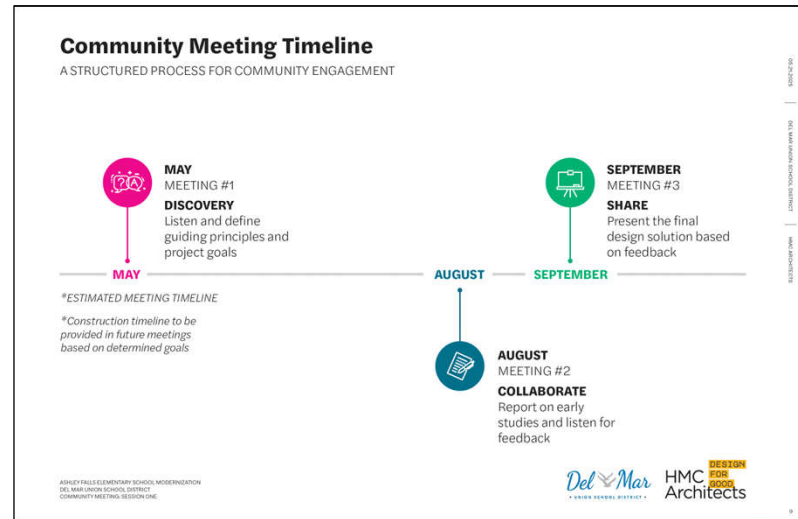 Community Meeting Timeline
A STRUCTURED PROCESS FOR COMMUNITY ENGAGEMENT
MAY
MEETING #1
DISCOVERY
Listen and define
guiding principles and
project goals
SEPTEMBER
MEETING #3
SHARE
Present the final
design solution based
on feedback
MAY
AUGUST
SEPTEMBER
*ESTIMATED MEETING TIMELINE
*Construction timeline to be
provided in future meetings
based on determined goals
AUGUST
MEETING #2
COLLABORATE
Report on early
studies and listen for
feedback
ASHLEY FALLS ELEMENTARY SCHOOL MODERNIZATION
DEL MAR UNION SCHOOL DISTRICT
COMMUNITY MEETING: SESSION ONE
Del Mar
• UNION SCHOOL DISTRICT •
HMC
Architects
DESIGN
FOR
GOOD
05.21.2025
DEL MAR UNION SCHOOL DISTRICT
HMC ARCHITECTS
?
A